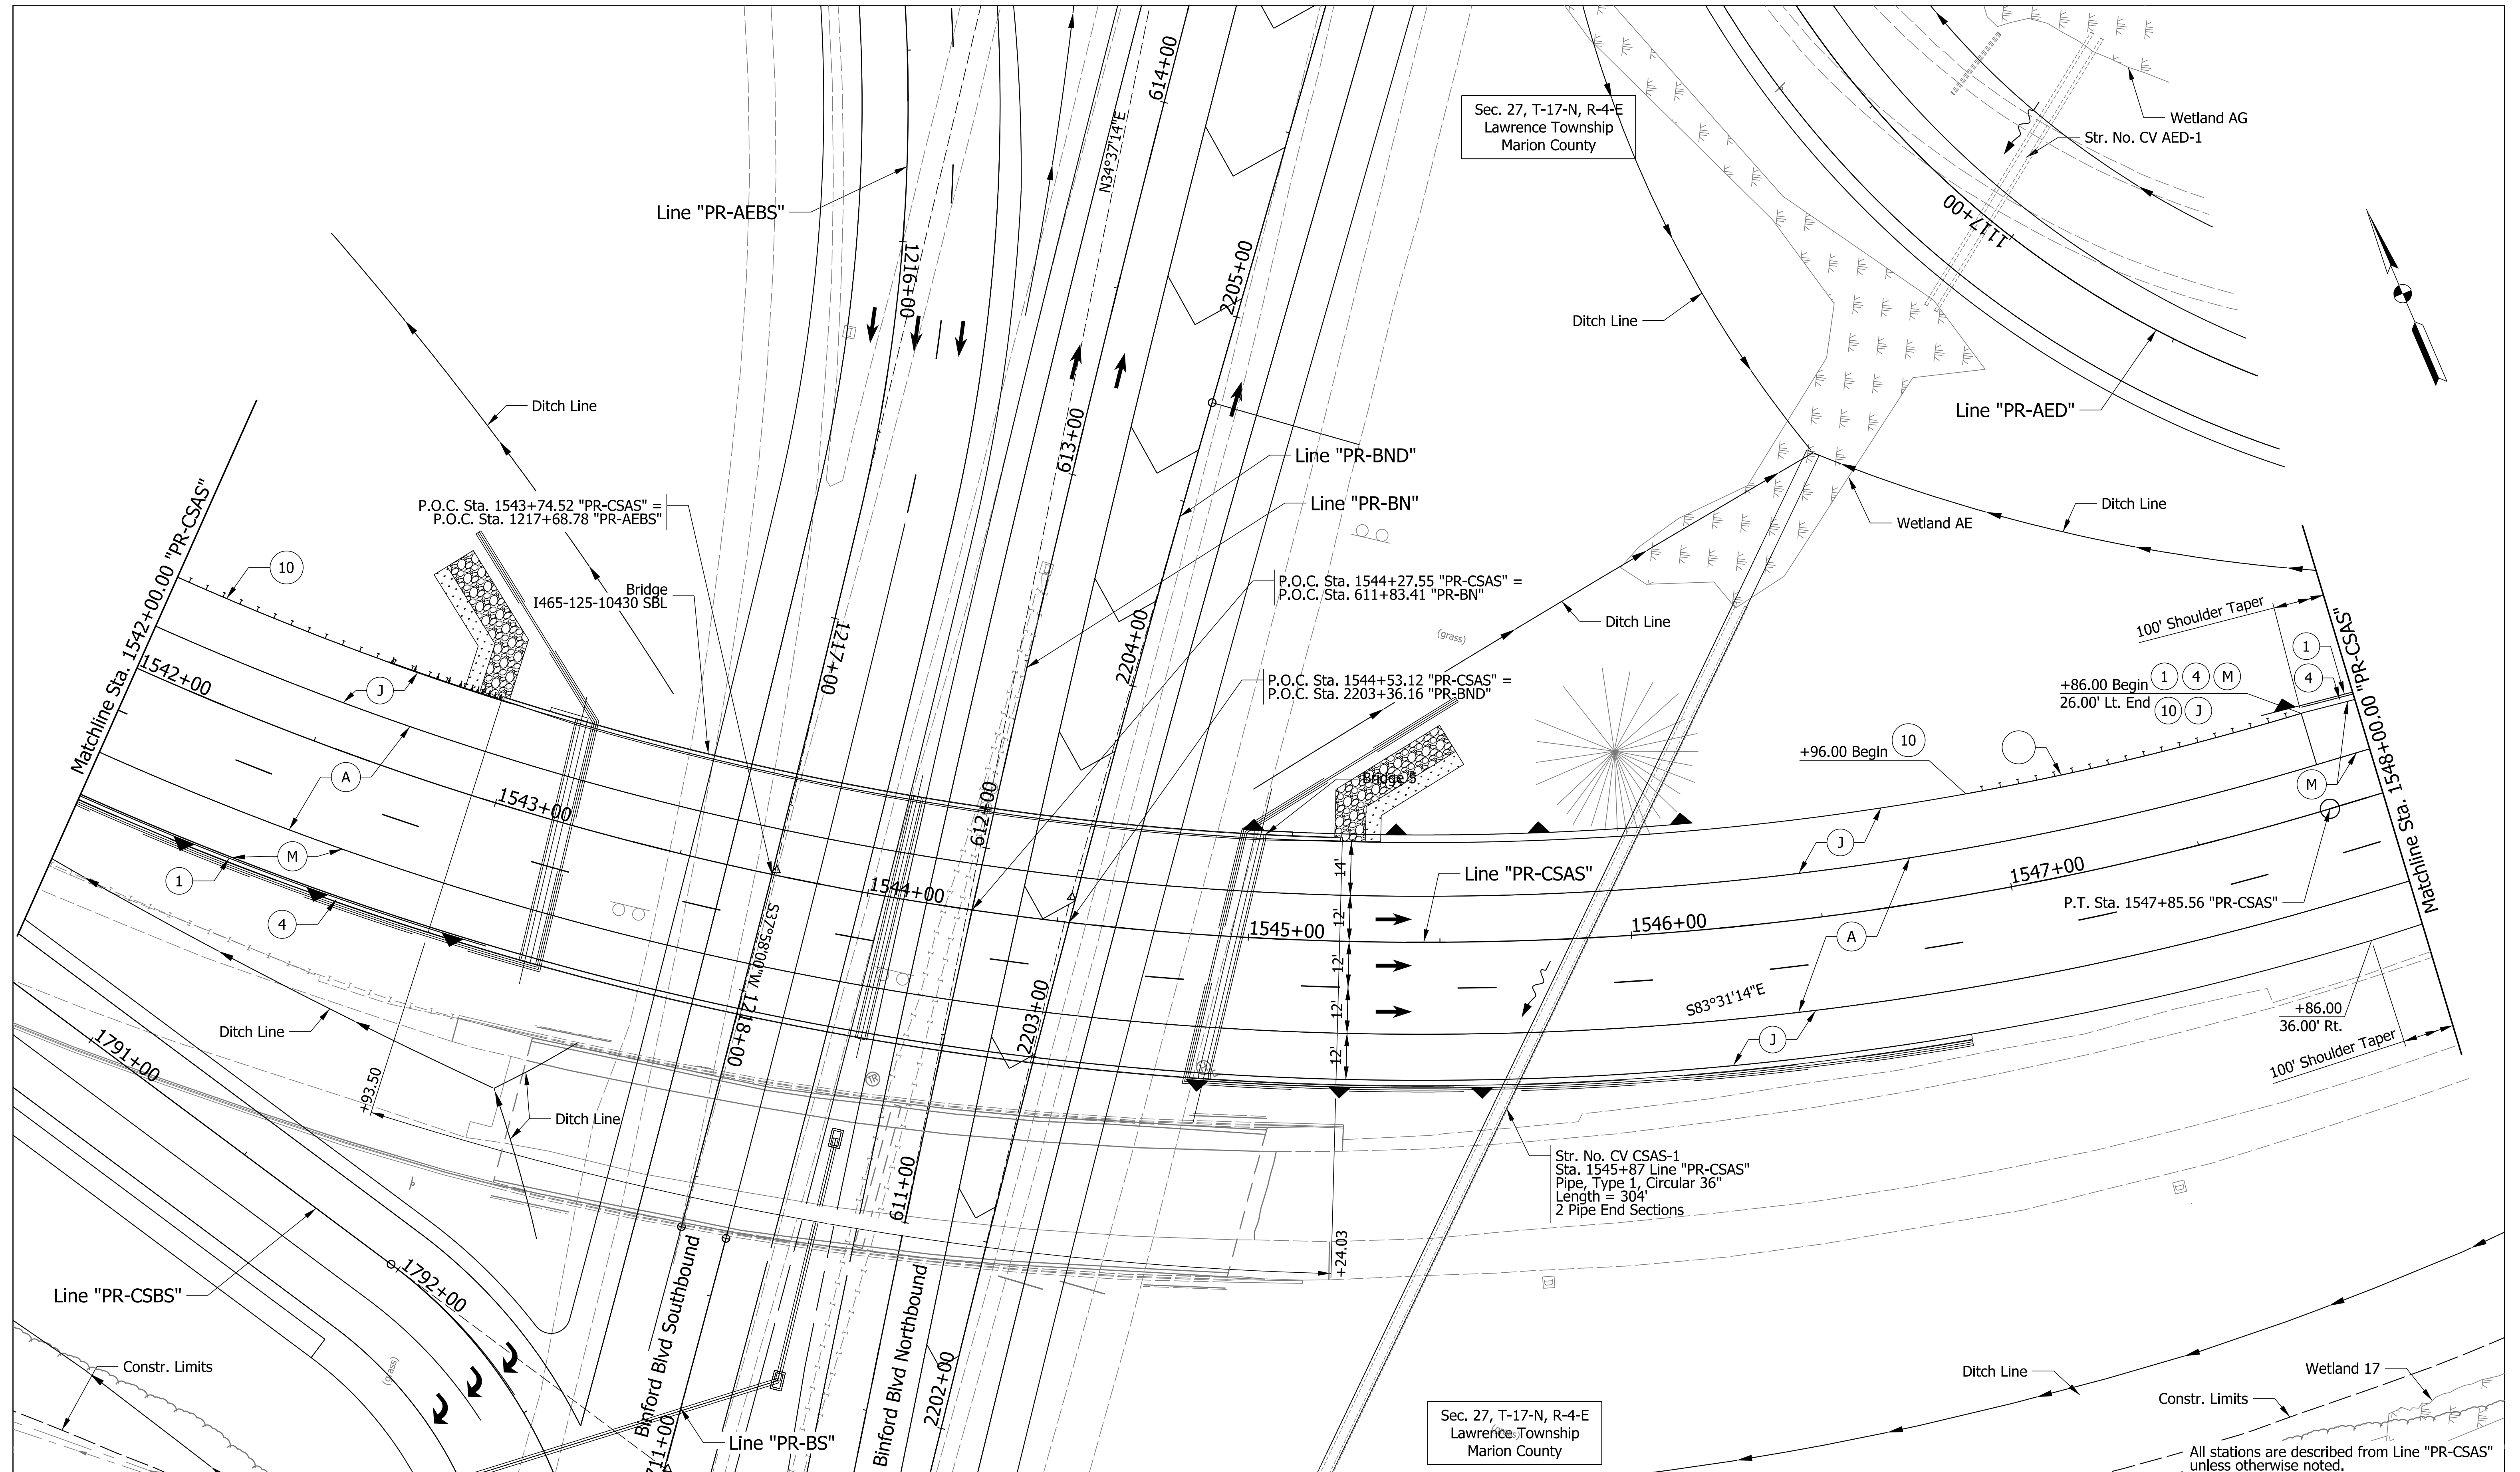 614+00
N34°37'14"E
Sec. 27, T-17-N, R-4-E
Lawrence Township
Marion County
Wetland AG
Str. No. CV AED-1
1117+00
Line "PR-AEBS"
1216+00
2205+00
Ditch Line
Line "PR-AED"
Ditch Line
613+00
Line "PR-BND"
Line "PR-BN"
P.O.C. Sta. 1543+74.52 "PR-CSAS" =
P.O.C. Sta. 1217+68.78 "PR-AEBS"
Ditch Line
Wetland AE
Matchline Sta. 1542+00.00 "PR-CSAS"
10
Bridge
I465-125-10430 SBL
P.O.C. Sta. 1544+27.55 "PR-CSAS" =
P.O.C. Sta. 611+83.41 "PR-BN"
Ditch Line
(grass)
100' Shoulder Taper
1
4
+86.00 Begin 1 4 M
26.00' Lt. End 10 J
Matchline Sta. 1548+00.00 "PR-CSAS"
1542+00
J
1217+00
2204+00
P.O.C. Sta. 1544+53.12 "PR-CSAS" =
P.O.C. Sta. 2203+36.16 "PR-BND"
+96.00 Begin 10
A
Bridge 5
M
1543+00
612+00
M
1
4
1544+00
14'
12'
12'
12'
12'
Line "PR-CSAS"
J
1547+00
P.T. Sta. 1547+85.56 "PR-CSAS"
1545+00
1546+00
A
S37°58'00"W
1218+00
2203+00
S83°31'14"E
J
+86.00
36.00' Rt.
100' Shoulder Taper
Ditch Line
1791+00
+93.50
TR
Ditch Line
611+00
Str. No. CV CSAS-1
Sta. 1545+87 Line "PR-CSAS"
Pipe, Type 1, Circular 36"
Length = 304'
2 Pipe End Sections
+24.03
Line "PR-CSBS"
1792+00
Binford Blvd Southbound
Binford Blvd Northbound
2202+00
Constr. Limits
(grass)
Line "PR-BS"
711+00
Sec. 27, T-17-N, R-4-E
Lawrence Township
Marion County
Ditch Line
Wetland 17
Constr. Limits
All stations are described from Line "PR-CSAS"
unless otherwise noted.